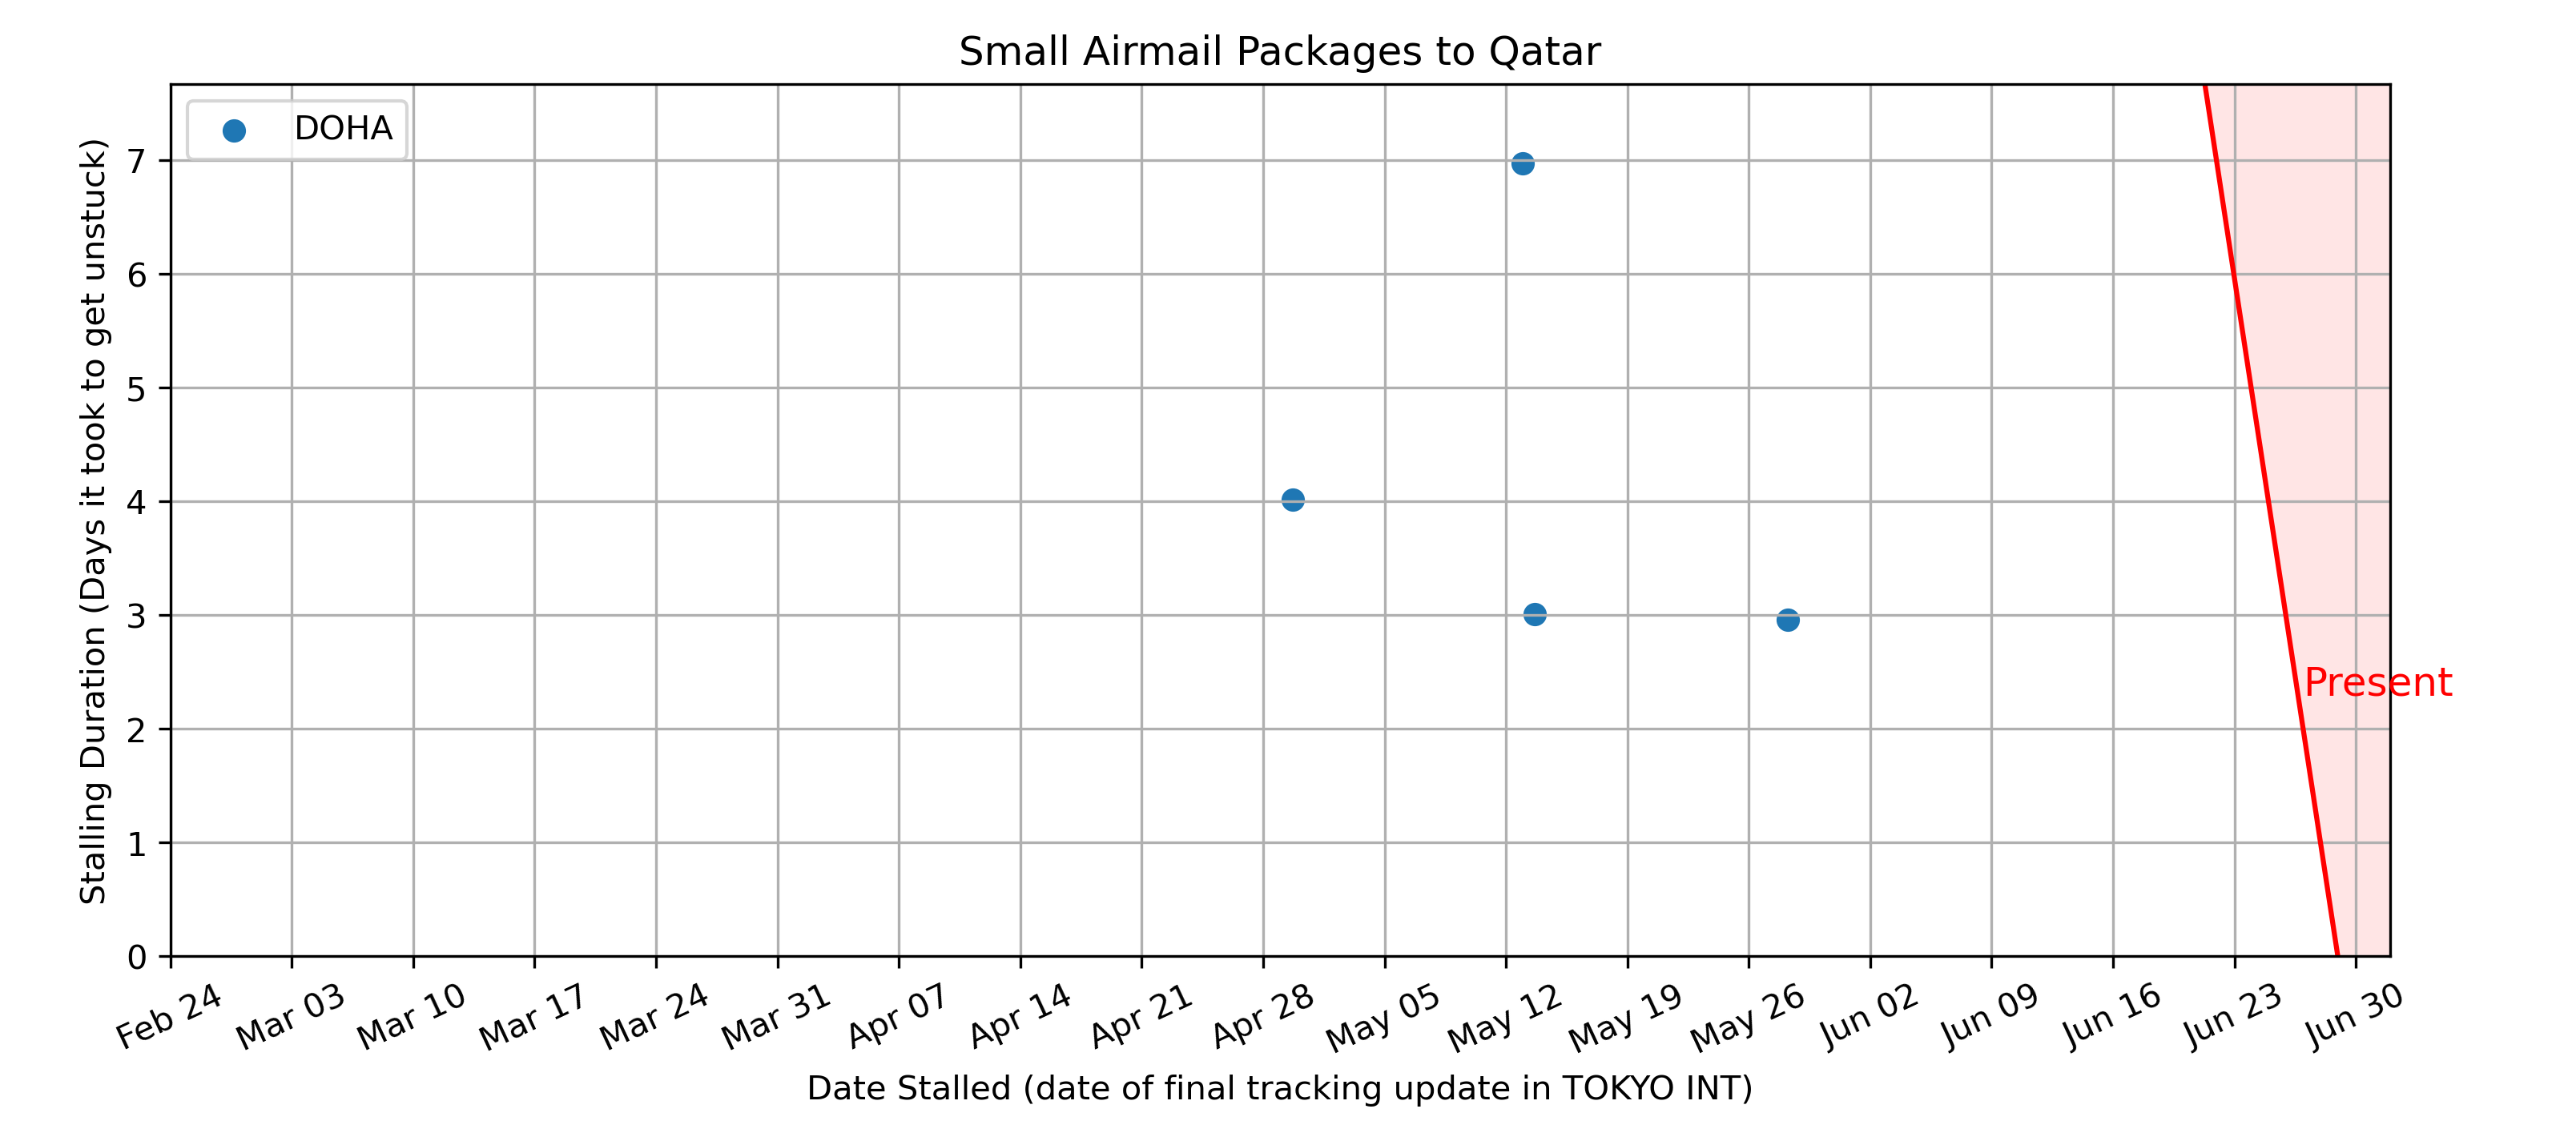 Small Airmail Packages to Qatar
DOHA
Stalling Duration (Days it took to get unstuck)
7
6
5
4
3
2
1
0
Present
Feb 24
Mar 03
Mar 10
Mar 17
Mar 24
Mar 31
Apr 07
Apr 14
Apr 21
Apr 28
May 05
May 12
May 19
May 26
Jun 02
Jun 09
Jun 16
Jun 23
Jun 30
Date Stalled (date of final tracking update in TOKYO INT)